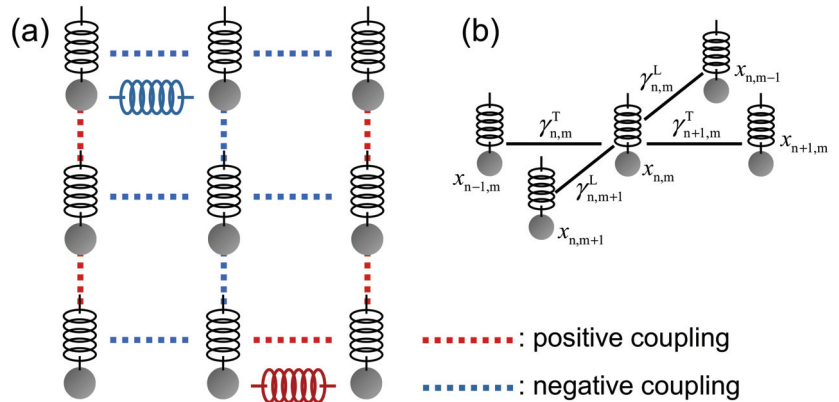 (a)
(b)
γ^L_{n,m}
x_{n,m−1}
γ^T_{n,m}
γ^T_{n+1,m}
x_{n−1,m}
x_{n,m}
x_{n+1,m}
γ^L_{n,m+1}
x_{n,m+1}
: positive coupling
: negative coupling